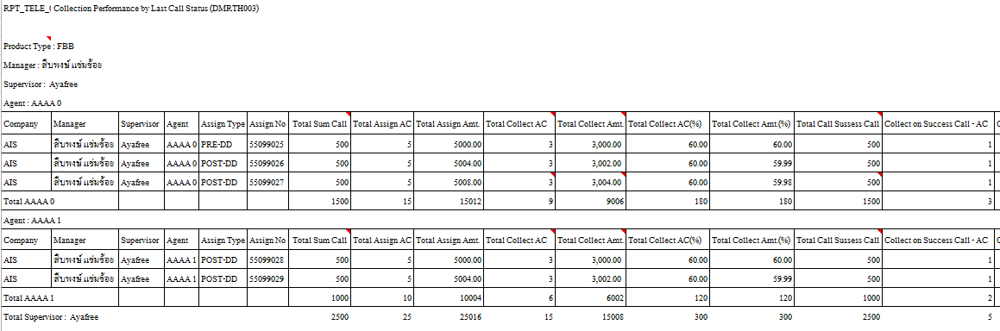 RPT_TELE_( Collection Performance by Last Call Status (DMRTH003)
Product Type : FBB
Manager : สืบพงษ์ แช่มช้อย
Supervisor : Ayafree
Agent : AAAA 0
Company Manager Supervisor Agent Assign Type Assign No Total Sum Call Total Assign AC Total Assign Amt. Total Collect AC Total Collect Amt. Total Collect AC(%) Total Collect Amt.(%) Total Call Sussess Call Collect on Success Call - AC
AIS สืบพงษ์ แช่มช้อย Ayafree AAAA 0 PRE-DD 55099025 500 5 5000.00 3 3,000.00 60.00 60.00 500 1
AIS สืบพงษ์ แช่มช้อย Ayafree AAAA 0 POST-DD 55099026 500 5 5004.00 3 3,002.00 60.00 59.99 500 1
AIS สืบพงษ์ แช่มช้อย Ayafree AAAA 0 POST-DD 55099027 500 5 5008.00 3 3,004.00 60.00 59.98 500 1
Total AAAA 0 1500 15 15012 9 9006 180 180 1500 3
Agent : AAAA 1
Company Manager Supervisor Agent Assign Type Assign No Total Sum Call Total Assign AC Total Assign Amt. Total Collect AC Total Collect Amt. Total Collect AC(%) Total Collect Amt.(%) Total Call Sussess Call Collect on Success Call - AC
AIS สืบพงษ์ แช่มช้อย Ayafree AAAA 1 POST-DD 55099028 500 5 5000.00 3 3,000.00 60.00 60.00 500 1
AIS สืบพงษ์ แช่มช้อย Ayafree AAAA 1 POST-DD 55099029 500 5 5004.00 3 3,002.00 60.00 59.99 500 1
Total AAAA 1 1000 10 10004 6 6002 120 120 1000 2
Total Supervisor : Ayafree 2500 25 25016 15 15008 300 300 2500 5